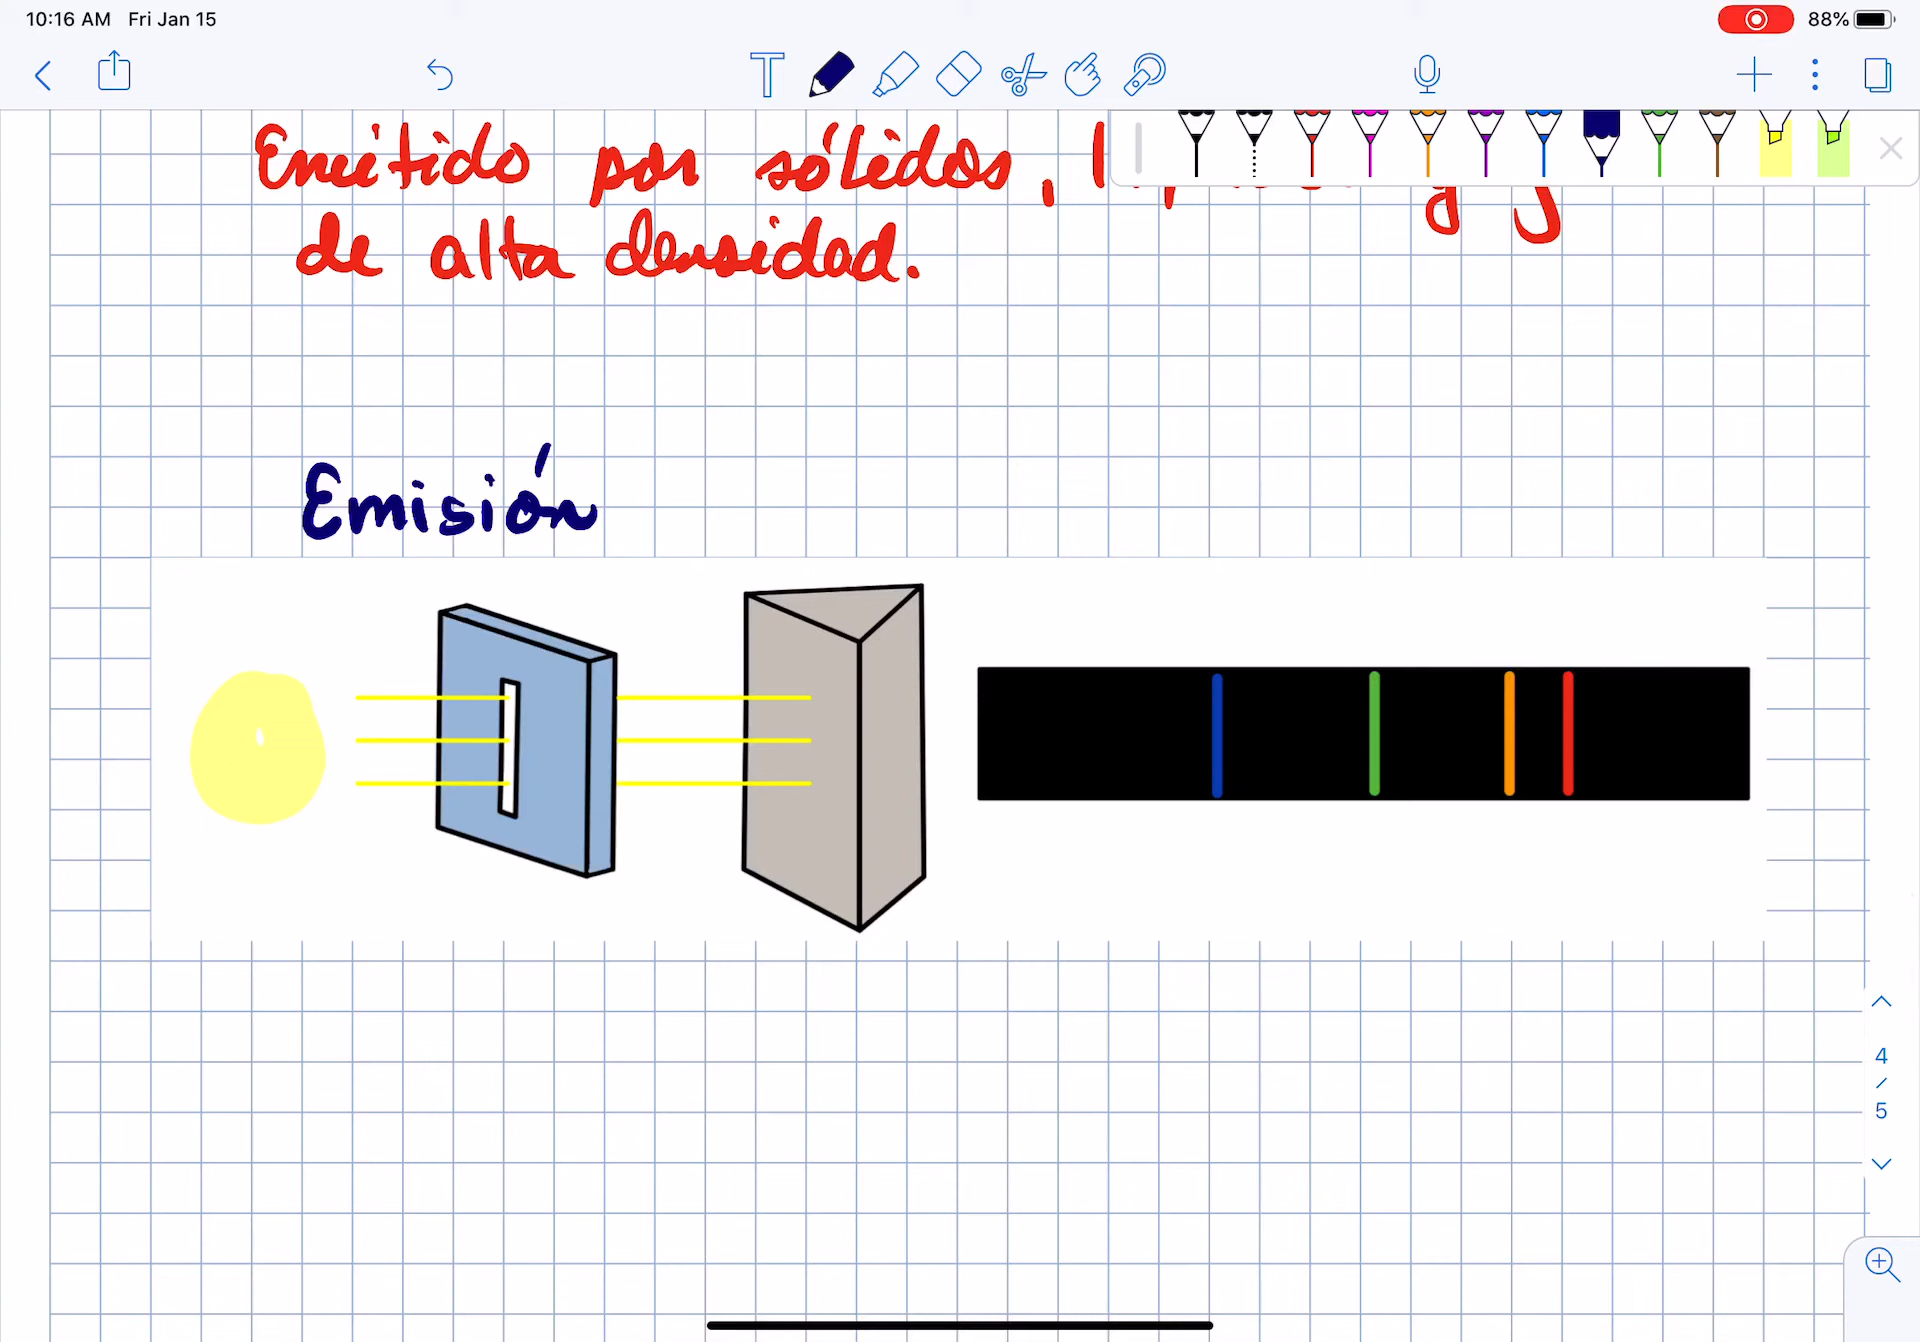 10:16 AM Fri Jan 15
88%
T
Emitido por sólidos,
de alta densidad.
Emisión
4
/
5